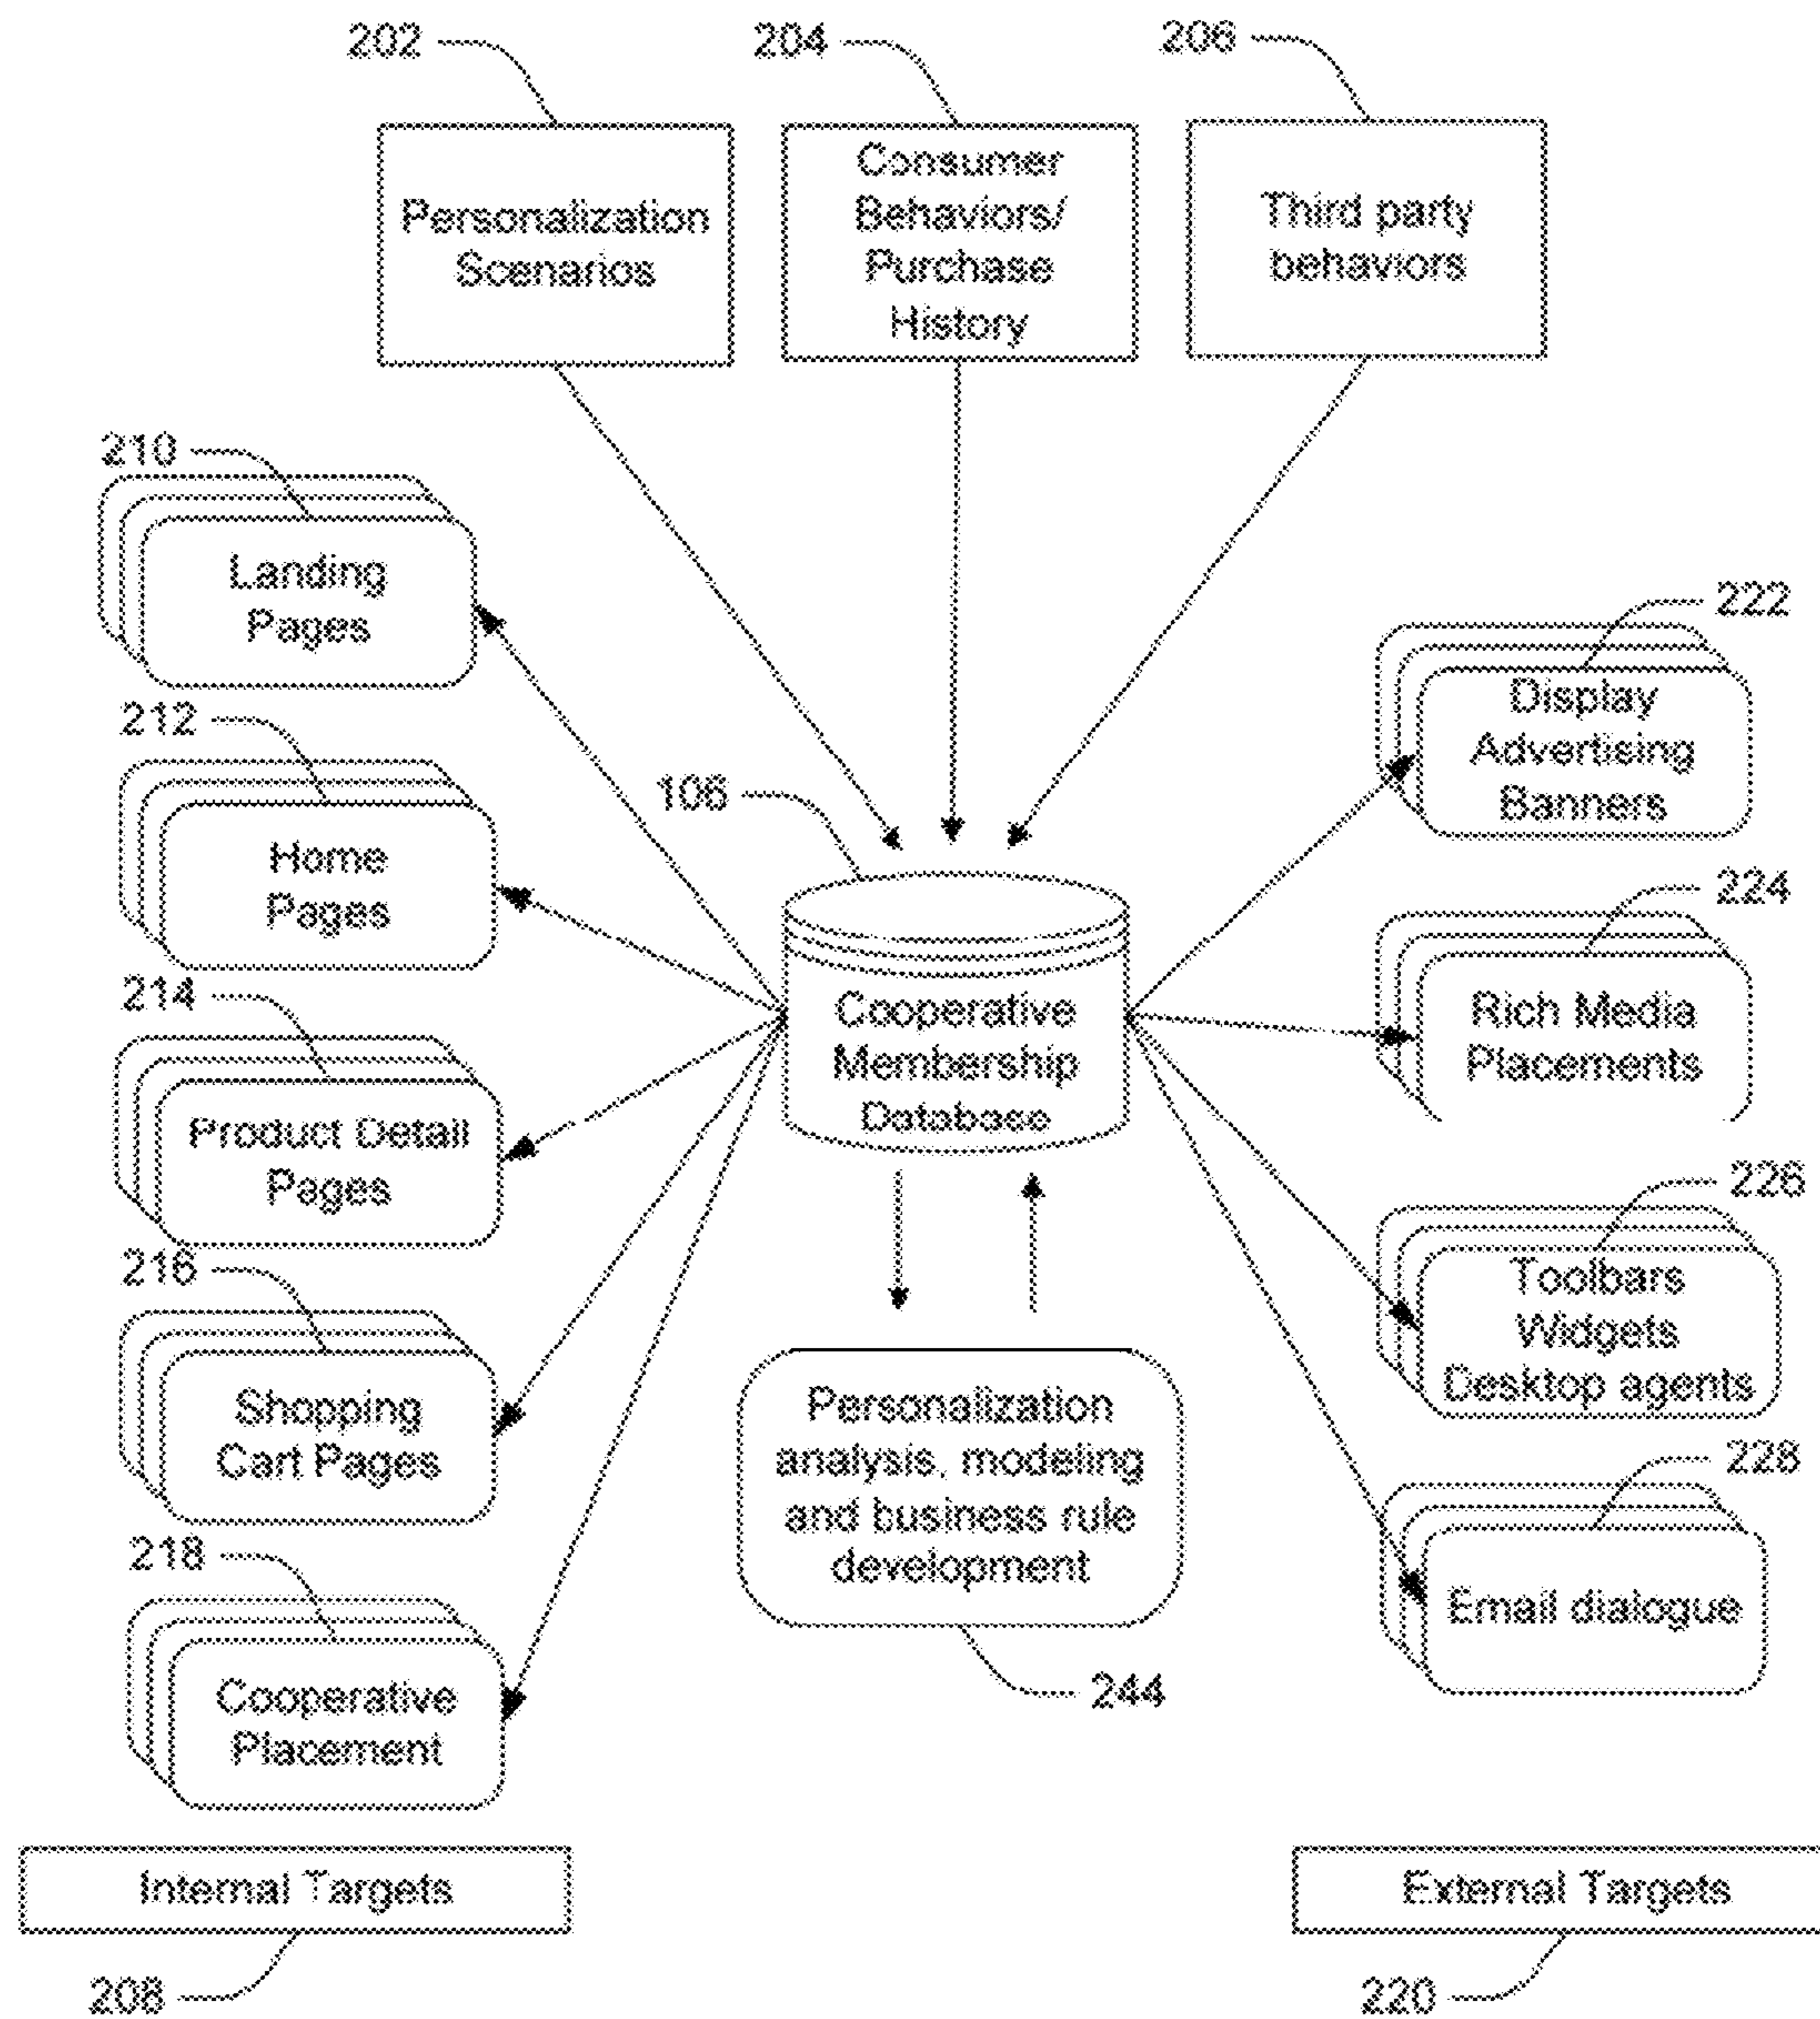 202
204
206
Personalization
Scenarios
Consumer
Behaviors/
Purchase
History
Third party
behaviors
210
Landing
Pages
212
Home
Pages
214
Product Detail
Pages
216
Shopping
Cart Pages
218
Cooperative
Placement
Internal Targets
208
106
Cooperative
Membership
Database
Personalization
analysis, modeling
and business rule
development
244
222
Display
Advertising
Banners
224
Rich Media
Placements
226
Toolbars
Widgets
Desktop agents
228
Email dialogue
External Targets
220